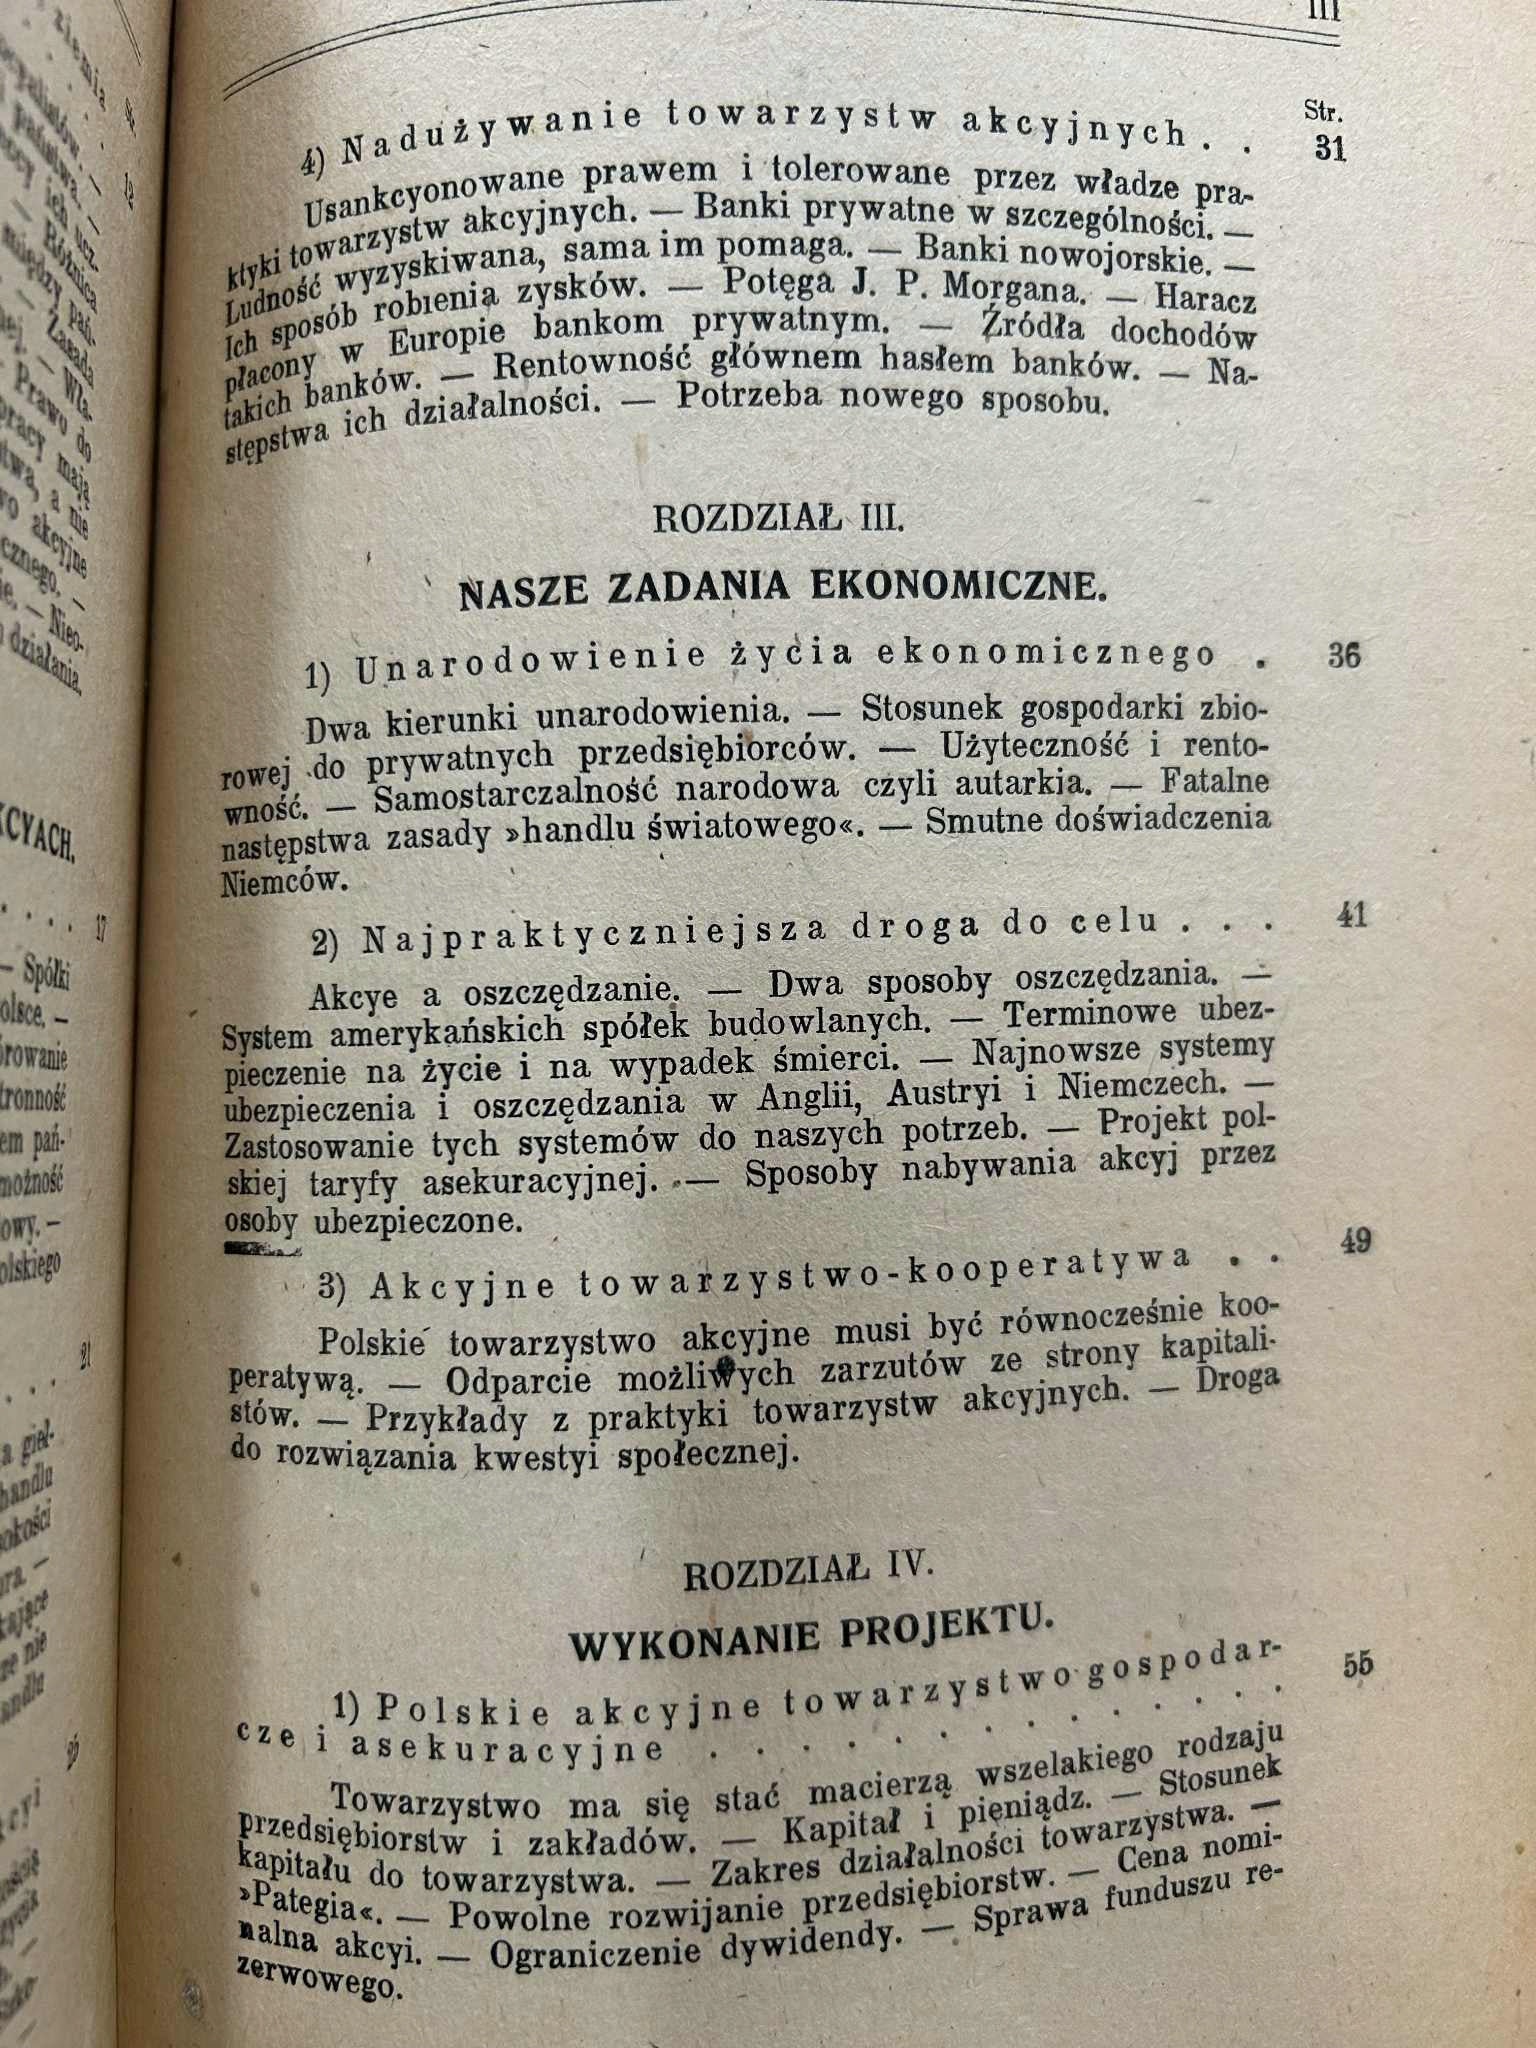 III
Str.
4) Nadużywanie towarzystw akcyjnych . . 31
Usankcyonowane prawem i tolerowane przez władze pra-
ktyki towarzystw akcyjnych. — Banki prywatne w szczególności. —
Ludność wyzyskiwana, sama im pomaga. — Banki nowojorskie. —
Ich sposób robienia zysków. — Potęga J. P. Morgana. — Haracz
płacony w Europie bankom prywatnym. — Źródła dochodów
takich banków. — Rentowność głównem hasłem banków. — Na-
stępstwa ich działalności. — Potrzeba nowego sposobu.
ROZDZIAŁ III.
NASZE ZADANIA EKONOMICZNE.
1) Unarodowienie życia ekonomicznego . 36
Dwa kierunki unarodowienia. — Stosunek gospodarki zbio-
rowej do prywatnych przedsiębiorców. — Użyteczność i rento-
wność. — Samostarczalność narodowa czyli autarkia. — Fatalne
następstwa zasady »handlu światowego«. — Smutne doświadczenia
Niemców.
2) Najpraktyczniejsza droga do celu . . . 41
Akcye a oszczędzanie. — Dwa sposoby oszczędzania. —
System amerykańskich spółek budowlanych. — Terminowe ubez-
pieczenie na życie i na wypadek śmierci. — Najnowsze systemy
ubezpieczenia i oszczędzania w Anglii, Austryi i Niemczech. —
Zastosowanie tych systemów do naszych potrzeb. — Projekt pol-
skiej taryfy asekuracyjnej. — Sposoby nabywania akcyj przez
osoby ubezpieczone.
3) Akcyjne towarzystwo-kooperatywa . . 49
Polskie towarzystwo akcyjne musi być równocześnie koo-
peratywą. — Odparcie możliwych zarzutów ze strony kapitali-
stów. — Przykłady z praktyki towarzystw akcyjnych. — Droga
do rozwiązania kwestyi społecznej.
ROZDZIAŁ IV.
WYKONANIE PROJEKTU.
1) Polskie akcyjne towarzystwo gospodar-
cze i asekuracyjne . . . . . . . . . . . 55
Towarzystwo ma się stać macierzą wszelakiego rodzaju
przedsiębiorstw i zakładów. — Kapitał i pieniądz. — Stosunek
kapitału do towarzystwa. — Zakres działalności towarzystwa. —
»Pategia«. — Powolne rozwijanie przedsiębiorstw. — Cena nomi-
nalna akcyi. — Ograniczenie dywidendy. — Sprawa funduszu re-
zerwowego.